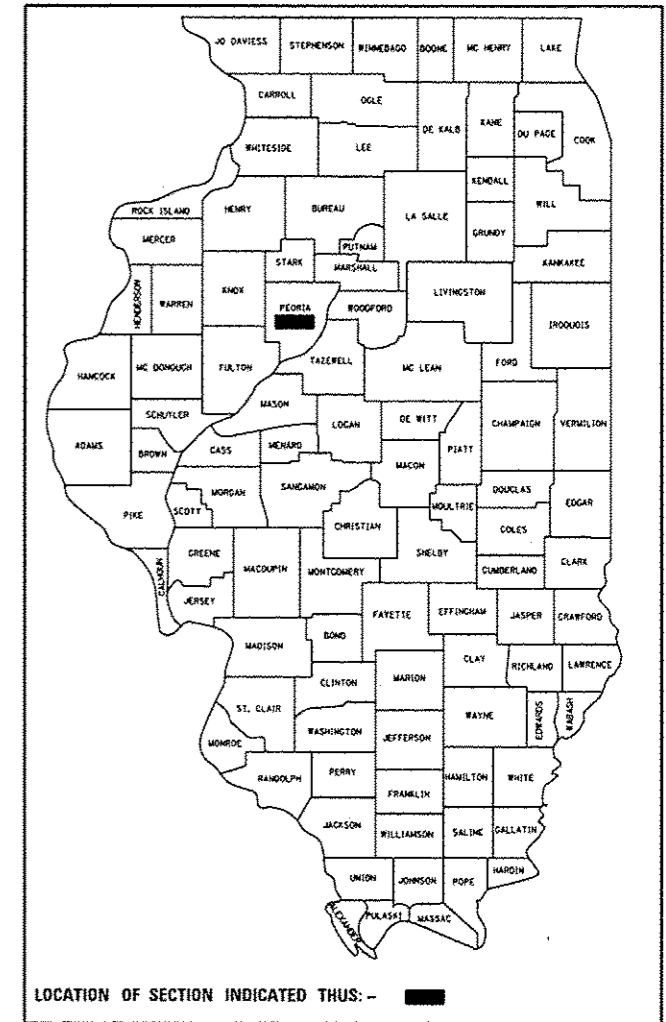 JO DAVIESS STEPHENSON WINNEBAGO BOONE MC HENRY LAKE
CARROLL OGLE DE KALB KANE DU PAGE COOK
WHITESIDE LEE KENDALL WILL
ROCK ISLAND HENRY BUREAU LA SALLE GRUNDY
MERCER PUTNAM KANKAKEE
STARK MARSHALL
HENDERSON WARREN KNOX PEORIA WOODFORD LIVINGSTON IROQUOIS
HANCOCK MC DONOUGH FULTON TAZEWELL MC LEAN FORD
SCHUYLER MASON LOGAN DE WITT CHAMPAIGN VERMILION
ADAMS BROWN CASS MENARD PIATT
MACON
PIKE SCOTT MORGAN SANGAMON MOULTRIE DOUGLAS EDGAR
CHRISTIAN COLES
CALHOUN GREENE MACOUPIN MONTGOMERY SHELBY CUMBERLAND CLARK
JERSEY FAYETTE EFFINGHAM JASPER CRAWFORD
MADISON BOND
CLAY RICHLAND LAWRENCE
CLINTON MARION
ST. CLAIR WAYNE EDWARDS WABASH
MONROE WASHINGTON JEFFERSON
RANDOLPH PERRY HAMILTON WHITE
FRANKLIN
JACKSON WILLIAMSON SALINE GALLATIN
UNION JOHNSON POPE HARDIN
ALEXANDER PULASKI MASSAC
LOCATION OF SECTION INDICATED THUS: -